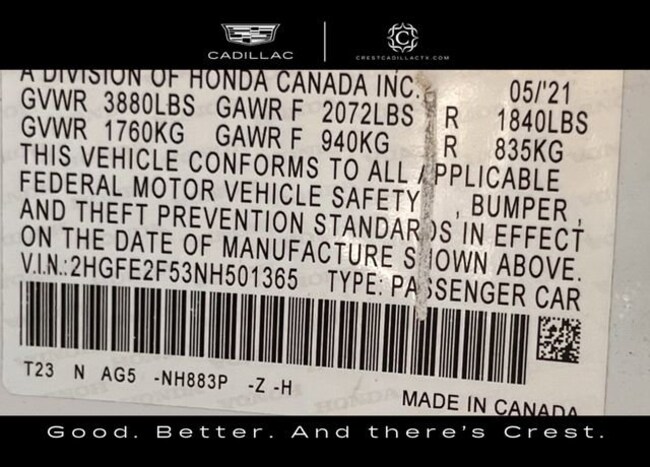 CADILLAC
CRESTCADILLACTX.COM
A DIVISION OF HONDA CANADA INC. 05/'21
GVWR 3880LBS GAWR F 2072LBS R 1840LBS
GVWR 1760KG GAWR F 940KG R 835KG
THIS VEHICLE CONFORMS TO ALL APPLICABLE
FEDERAL MOTOR VEHICLE SAFETY, BUMPER,
AND THEFT PREVENTION STANDARDS IN EFFECT
ON THE DATE OF MANUFACTURE SHOWN ABOVE.
V.I.N.:2HGFE2F53NH501365 TYPE: PASSENGER CAR
T23 N AG5 -NH883P -Z -H
MADE IN CANADA
Good. Better. And there's Crest.